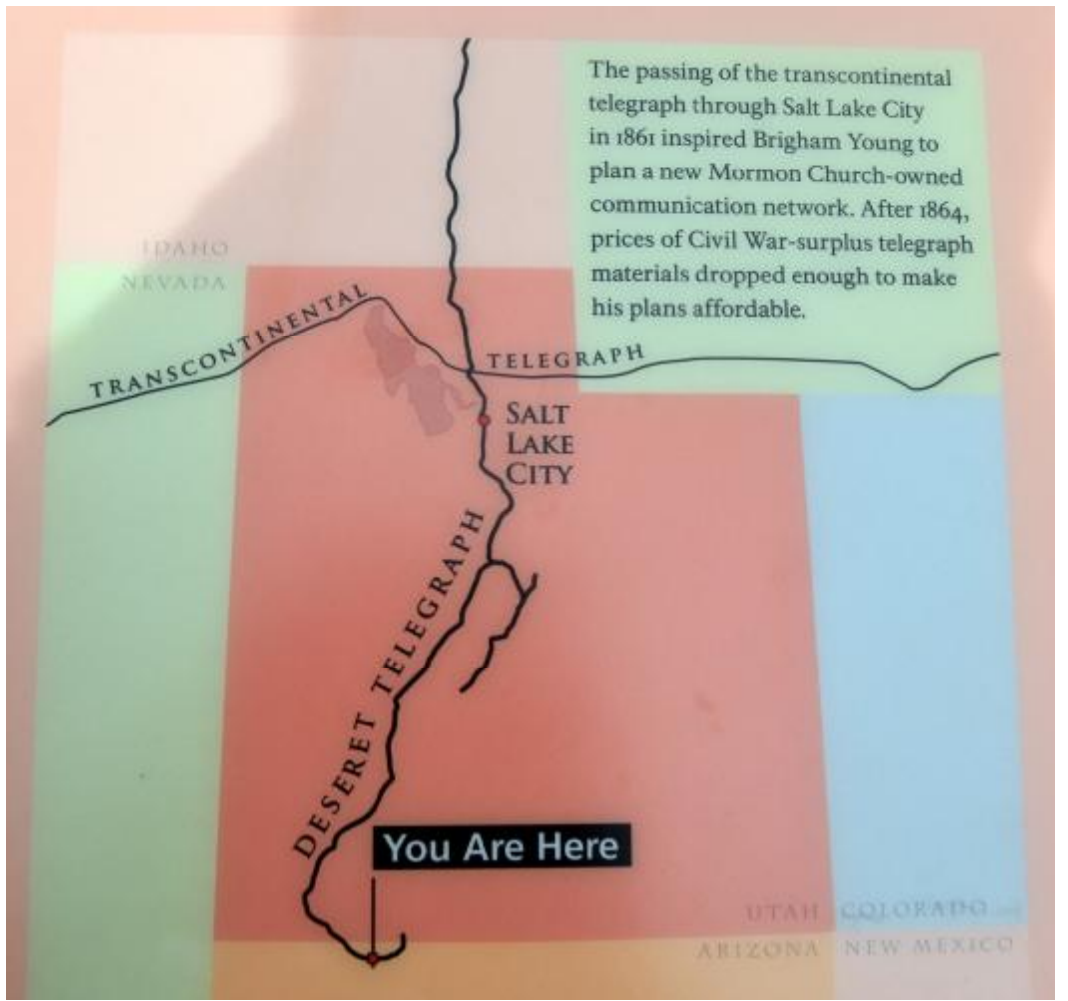 The passing of the transcontinental
telegraph through Salt Lake City
in 1861 inspired Brigham Young to
plan a new Mormon Church-owned
communication network. After 1864,
prices of Civil War-surplus telegraph
materials dropped enough to make
his plans affordable.
IDAHO
NEVADA
TRANSCONTINENTAL TELEGRAPH
SALT
LAKE
CITY
DESERET TELEGRAPH
You Are Here
UTAH COLORADO
ARIZONA NEW MEXICO